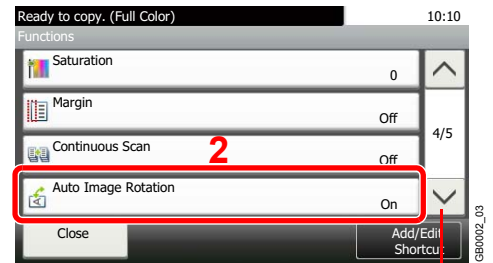 Ready to copy. (Full Color) 10:10
Functions
Saturation
0
Margin
Off
4/5
Continuous Scan
2
Off
Auto Image Rotation
On
Close
Add/Edit
Shortcut
GB0002_03